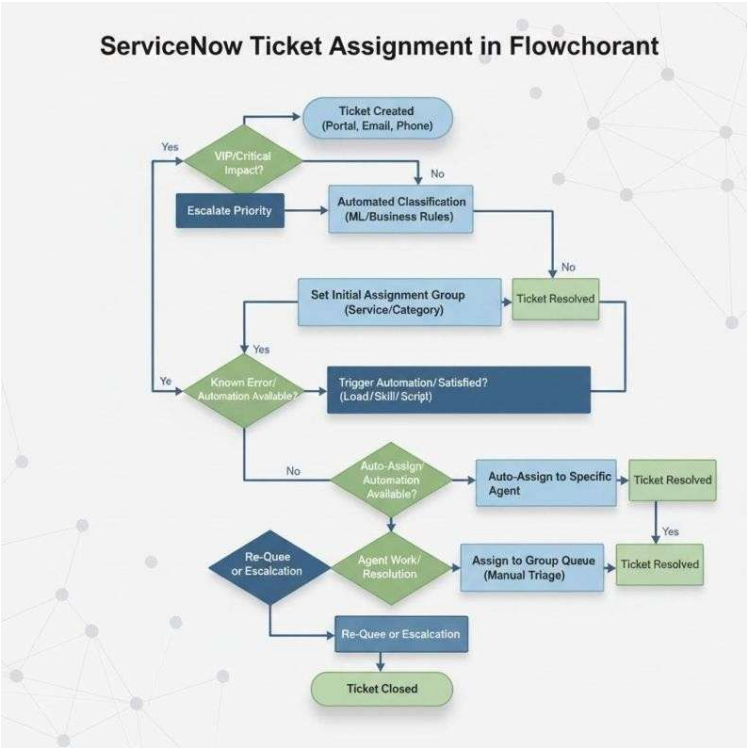 ServiceNow Ticket Assignment in Flowchorant
Ticket Created
(Portal, Email, Phone)
Yes
VIP/Critical
Impact?
No
Escalate Priority
Automated Classification
(ML/Business Rules)
No
Set Initial Assignment Group
(Service/Category)
Ticket Resolved
Yes
Ye
Known Error/
Automation Available?
Trigger Automation/Satisfied?
(Load/Skill/Script)
No
Auto-Assign/
Automation
Available?
Auto-Assign to Specific
Agent
Ticket Resolved
Yes
Re-Quee
or Escalcation
Agent Work/
Resolution
Assign to Group Queue
(Manual Triage)
Ticket Resolved
Re-Quee or Escalcation
Ticket Closed